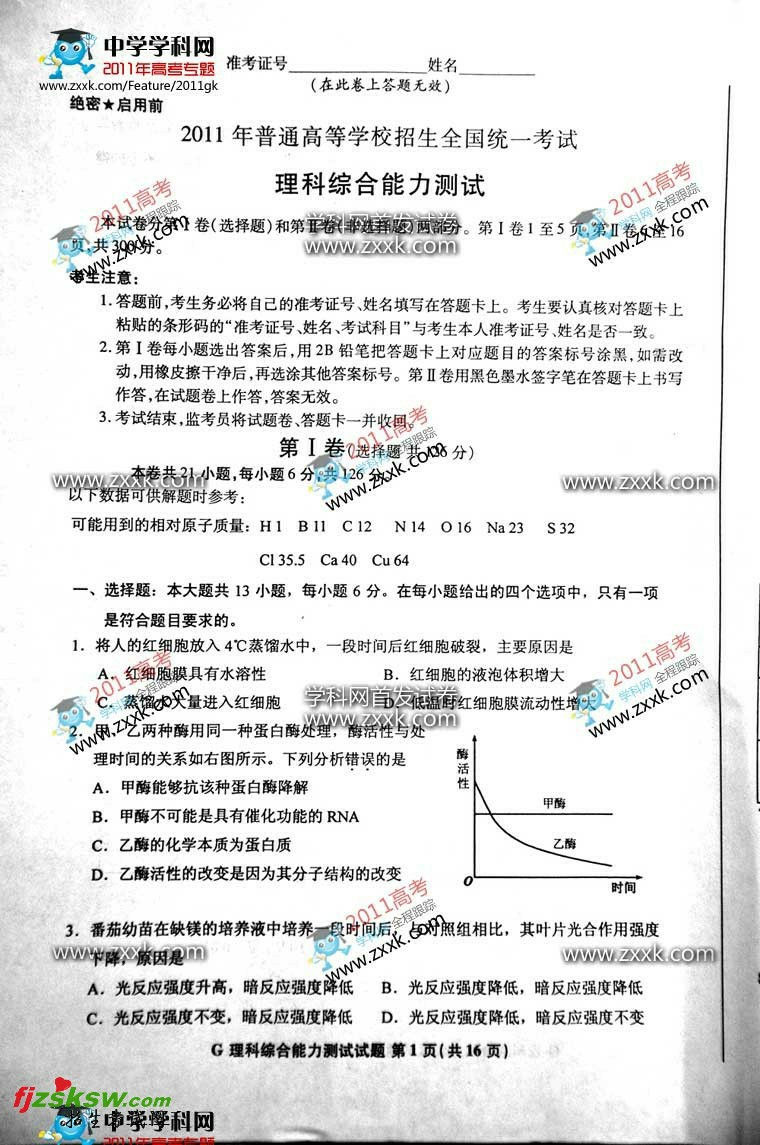 中学学科网
2011年高考专题
www.zxxk.com/Feature/2011gk
准考证号 姓名
(在此卷上答题无效)
绝密★启用前
2011年普通高等学校招生全国统一考试
理科综合能力测试
2011高考
学科网 全程跟踪
www.zxxk.com
学科网首发试卷
www.zxxk.com
2011高考
学科网 全程跟踪
www.zxxk.com
本试卷分第Ⅰ卷(选择题)和第Ⅱ卷(非选择题)两部分。第Ⅰ卷1至5页,第Ⅱ卷6至16
页,共300分。
考生注意:
1.答题前,考生务必将自己的准考证号、姓名填写在答题卡上。考生要认真核对答题卡上
粘贴的条形码的“准考证号、姓名、考试科目”与考生本人准考证号、姓名是否一致。
2.第Ⅰ卷每小题选出答案后,用2B铅笔把答题卡上对应题目的答案标号涂黑,如需改
动,用橡皮擦干净后,再选涂其他答案标号。第Ⅱ卷用黑色墨水签字笔在答题卡上书写
作答,在试题卷上作答,答案无效。
3.考试结束,监考员将试题卷、答题卡一并收回。
第Ⅰ卷(选择题 共126分)
本卷共21小题,每小题6分,共126分。
2011高考
学科网 全程跟踪
www.zxxk.com
www.zxxk.com
www.zxxk.com
以下数据可供解题时参考:
可能用到的相对原子质量:H 1 B 11 C 12 N 14 O 16 Na 23 S 32
Cl 35.5 Ca 40 Cu 64
一、选择题:本大题共13小题,每小题6分。在每小题给出的四个选项中,只有一项
是符合题目要求的。
1. 将人的红细胞放入4℃蒸馏水中,一段时间后红细胞破裂,主要原因是
A. 红细胞膜具有水溶性 B. 红细胞的液泡体积增大
C. 蒸馏水大量进入红细胞 D. 低温时红细胞膜流动性增大
2011高考
学科网 全程跟踪
www.zxxk.com
学科网首发试卷
www.zxxk.com
2011高考
学科网 全程跟踪
www.zxxk.com
2. 甲、乙两种酶用同一种蛋白酶处理,酶活性与处
理时间的关系如右图所示。下列分析错误的是
A. 甲酶能够抗该种蛋白酶降解
B. 甲酶不可能是具有催化功能的RNA
C. 乙酶的化学本质为蛋白质
D. 乙酶活性的改变是因为其分子结构的改变
酶活性
甲酶
乙酶
O
时间
3. 番茄幼苗在缺镁的培养液中培养一段时间后,与对照组相比,其叶片光合作用强度
下降,原因是
2011高考
学科网 全程跟踪
www.zxxk.com
www.zxxk.com
www.zxxk.com
A. 光反应强度升高,暗反应强度降低 B. 光反应强度降低,暗反应强度降低
C. 光反应强度不变,暗反应强度降低 D. 光反应强度降低,暗反应强度不变
G 理科综合能力测试试题 第1页(共16页)
fjzsksw.com
中学学科网
2011年高考专题